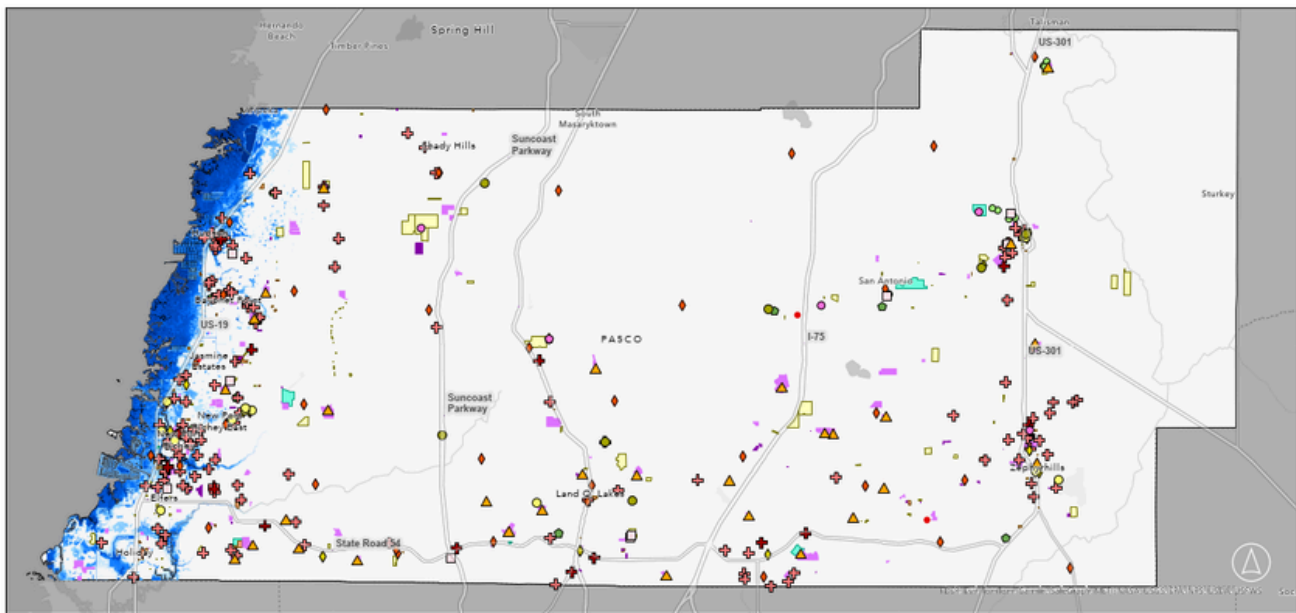 Hernando
Beach
Timber Pines
Spring Hill
Talisman
US-301
South
Masaryktown
Suncoast
Parkway
Shady Hills
Sturkey
San Antonio
US-19
PASCO
I-75
US-301
Jasmine
Estates
Suncoast
Parkway
Zephyrhills
Land O' Lakes
Elfers
State Road 54
Holiday